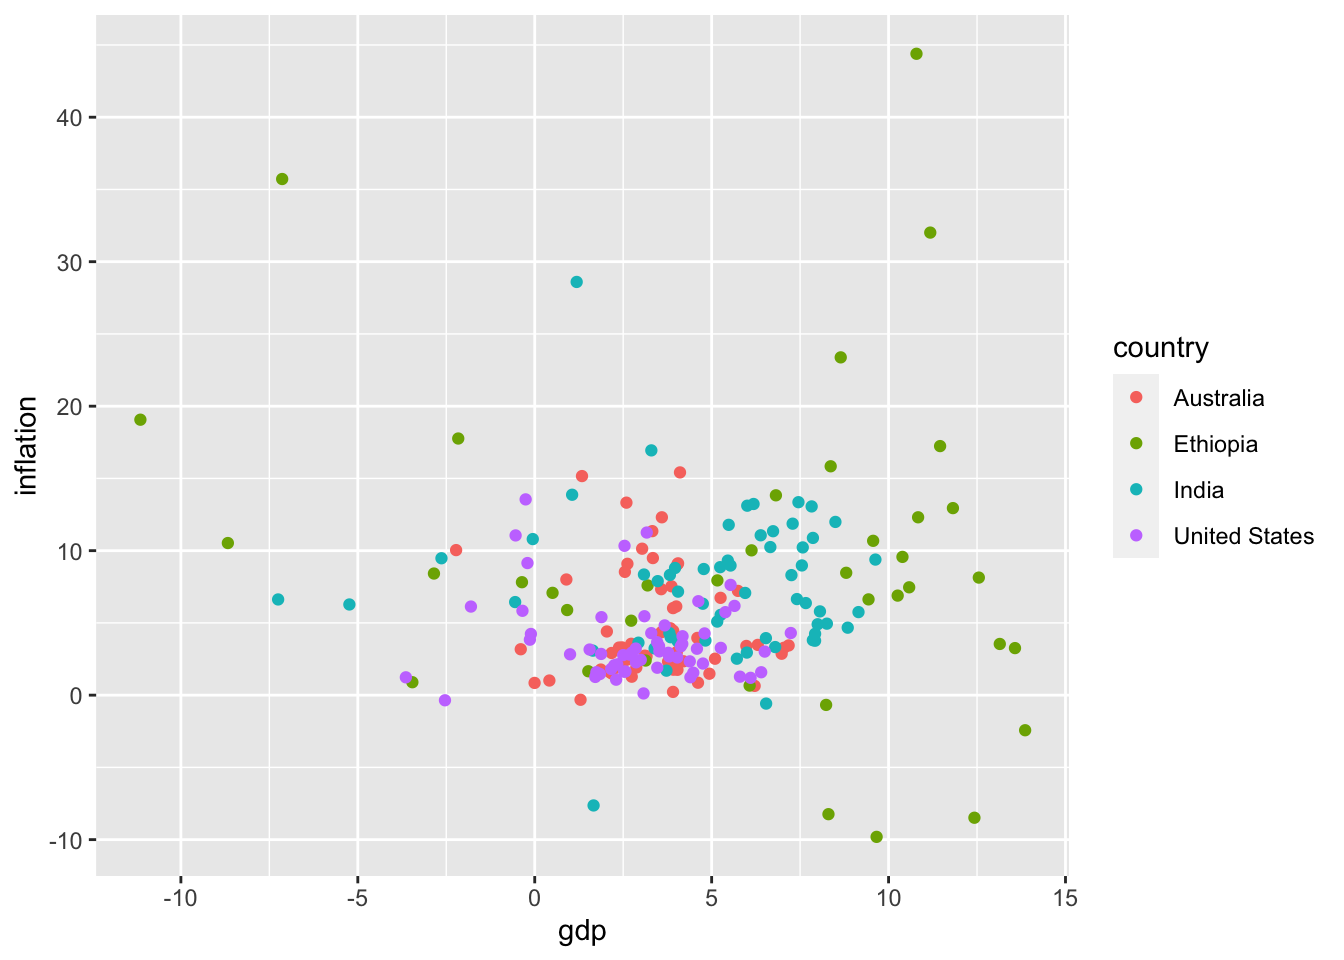 40
30
20
10
0
-10
inflation
-10 -5 0 5 10 15
gdp
country
Australia
Ethiopia
India
United States